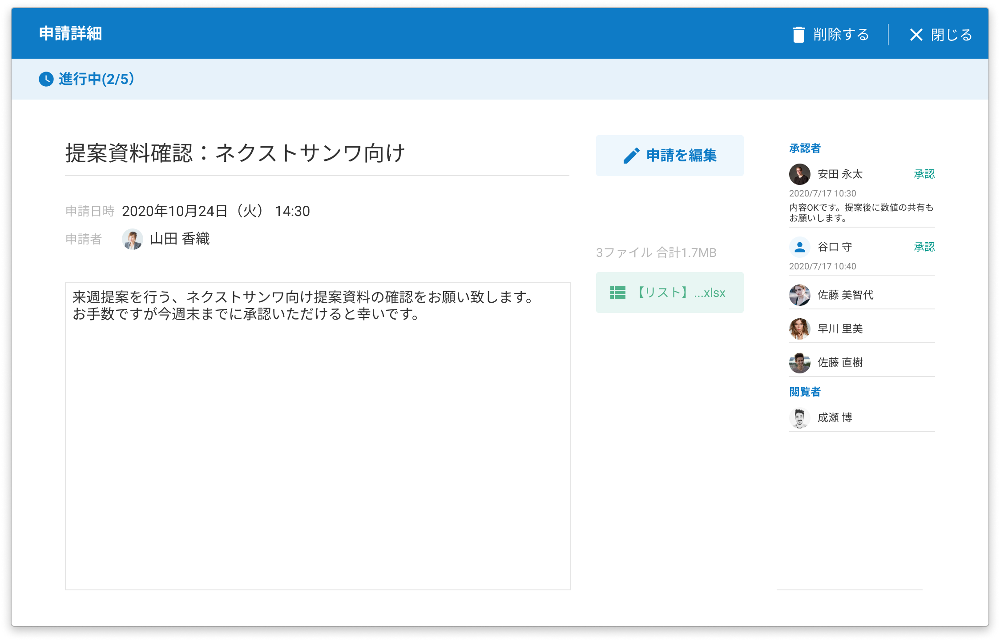 申請詳細
削除する
閉じる
進行中(2/5)
提案資料確認：ネクストサンワ向け
申請日時 2020年10月24日（火） 14:30
申請者 山田 香織
来週提案を行う、ネクストサンワ向け提案資料の確認をお願い致します。
お手数ですが今週末までに承認いただけると幸いです。
申請を編集
3ファイル 合計1.7MB
【リスト】...xlsx
承認者
安田 永太 承認
2020/7/17 10:30
内容OKです。提案後に数値の共有も
お願いします。
谷口 守 承認
2020/7/17 10:40
佐藤 美智代
早川 里美
佐藤 直樹
閲覧者
成瀬 博